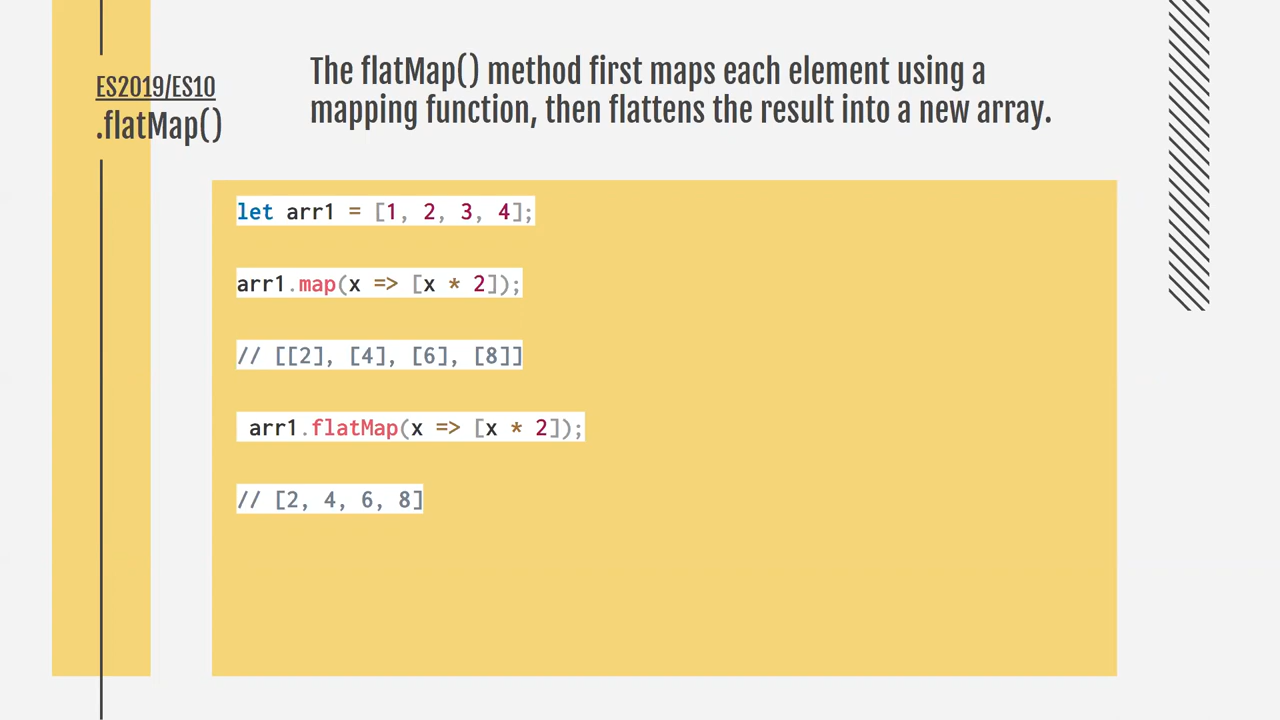 ES2019/ES10
.flatMap()
The flatMap() method first maps each element using a
mapping function, then flattens the result into a new array.
let arr1 = [1, 2, 3, 4];
arr1.map(x => [x * 2]);
// [[2], [4], [6], [8]]
arr1.flatMap(x => [x * 2]);
// [2, 4, 6, 8]